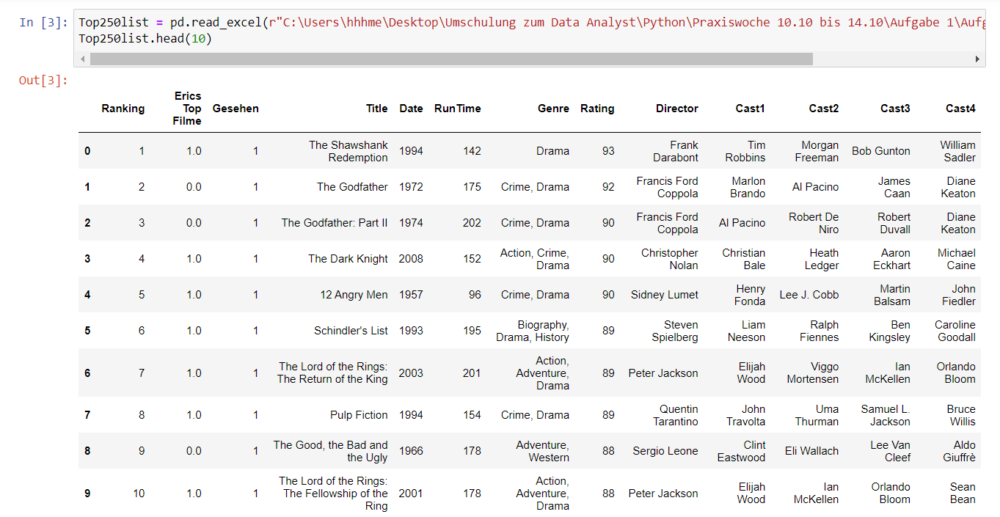 In [3]: Top250list = pd.read_excel(r"C:\Users\hhhme\Desktop\Umschulung zum Data Analyst\Python\Praxiswoche 10.10 bis 14.10\Aufgabe 1\Aufg
Top250list.head(10)
Out[3]:
Ranking Erics Top Filme Gesehen Title Date RunTime Genre Rating Director Cast1 Cast2 Cast3 Cast4
0 1 1.0 1 The Shawshank Redemption 1994 142 Drama 93 Frank Darabont Tim Robbins Morgan Freeman Bob Gunton William Sadler
1 2 0.0 1 The Godfather 1972 175 Crime, Drama 92 Francis Ford Coppola Marlon Brando Al Pacino James Caan Diane Keaton
2 3 0.0 1 The Godfather: Part II 1974 202 Crime, Drama 90 Francis Ford Coppola Al Pacino Robert De Niro Robert Duvall Diane Keaton
3 4 1.0 1 The Dark Knight 2008 152 Action, Crime, Drama 90 Christopher Nolan Christian Bale Heath Ledger Aaron Eckhart Michael Caine
4 5 1.0 1 12 Angry Men 1957 96 Crime, Drama 90 Sidney Lumet Henry Fonda Lee J. Cobb Martin Balsam John Fiedler
5 6 1.0 1 Schindler's List 1993 195 Biography, Drama, History 89 Steven Spielberg Liam Neeson Ralph Fiennes Ben Kingsley Caroline Goodall
6 7 1.0 1 The Lord of the Rings: The Return of the King 2003 201 Action, Adventure, Drama 89 Peter Jackson Elijah Wood Viggo Mortensen Ian McKellen Orlando Bloom
7 8 1.0 1 Pulp Fiction 1994 154 Crime, Drama 89 Quentin Tarantino John Travolta Uma Thurman Samuel L. Jackson Bruce Willis
8 9 0.0 1 The Good, the Bad and the Ugly 1966 178 Adventure, Western 88 Sergio Leone Clint Eastwood Eli Wallach Lee Van Cleef Aldo Giuffrè
9 10 1.0 1 The Lord of the Rings: The Fellowship of the Ring 2001 178 Action, Adventure, Drama 88 Peter Jackson Elijah Wood Ian McKellen Orlando Bloom Sean Bean